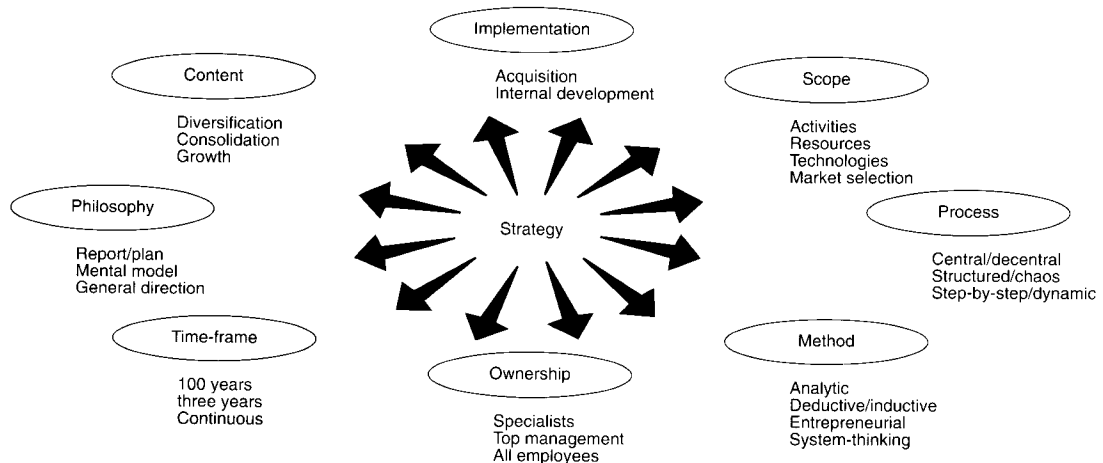 Implementation
Acquisition
Internal development
Content
Diversification
Consolidation
Growth
Scope
Activities
Resources
Technologies
Market selection
Philosophy
Report/plan
Mental model
General direction
Strategy
Process
Central/decentral
Structured/chaos
Step-by-step/dynamic
Time-frame
100 years
three years
Continuous
Ownership
Specialists
Top management
All employees
Method
Analytic
Deductive/inductive
Entrepreneurial
System-thinking